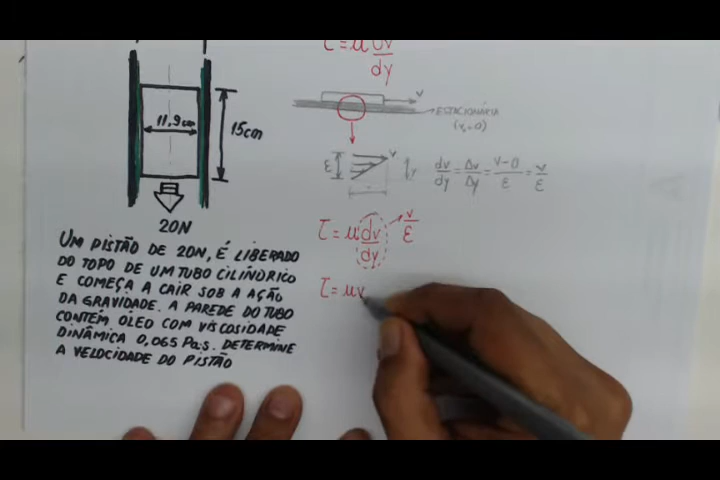 τ = μ dv/dy
11,9cm
15cm
20N
v
ESTACIONÁRIA
(v₀=0)
ε
v
dv/dy = Δv/Δy = v-0/ε = v/ε
τ = μ dv/dy → v/ε
τ = μv
UM PISTÃO DE 20N, É LIBERADO
DO TOPO DE UM TUBO CILÍNDRICO
E COMEÇA A CAIR SOB A AÇÃO
DA GRAVIDADE. A PAREDE DO TUBO
CONTÉM ÓLEO COM VISCOSIDADE
DINÂMICA 0,065 Pa.S. DETERMINE
A VELOCIDADE DO PISTÃO